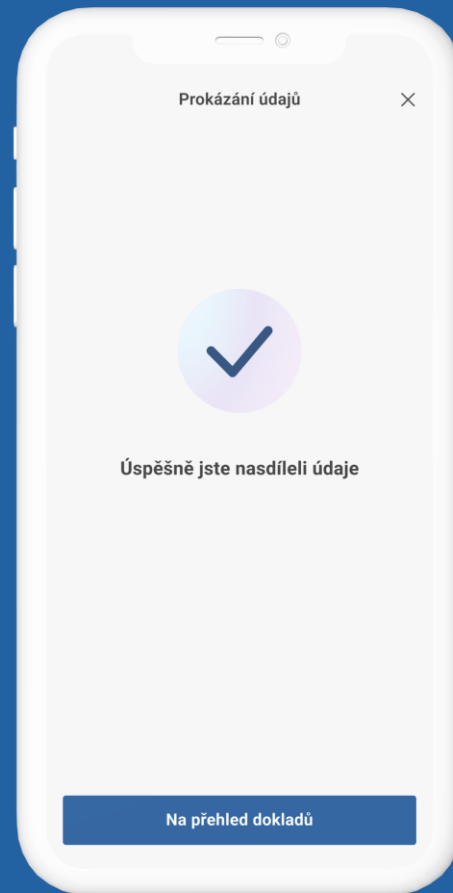 Prokázání údajů
Úspěšně jste nasdíleli údaje
Na přehled dokladů